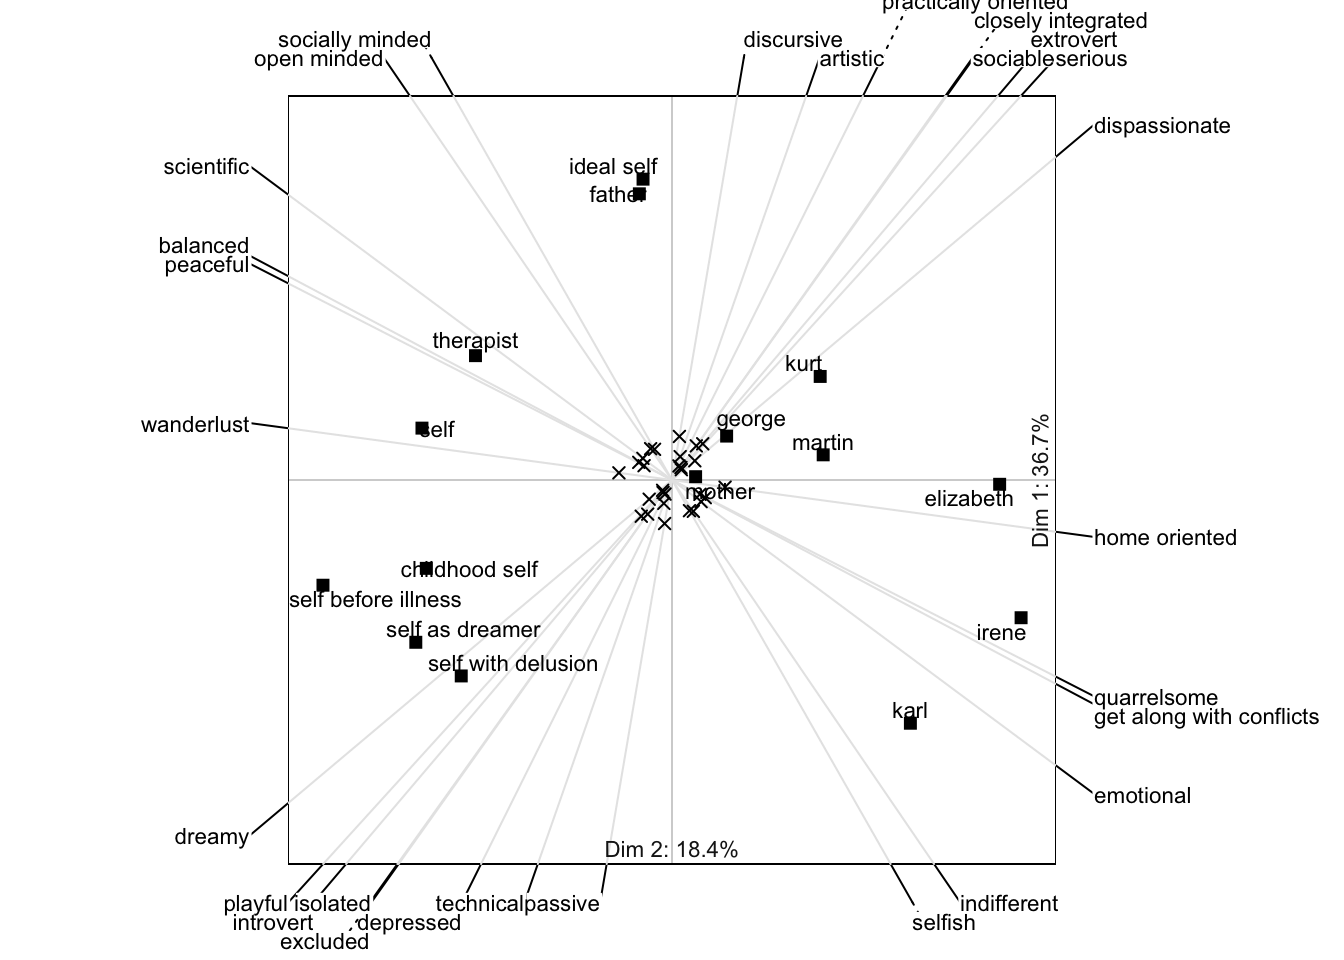 practically oriented
closely integrated
socially minded
discursive
extrovert
open minded
artistic
sociable
serious
dispassionate
scientific
ideal self
father
balanced
peaceful
therapist
kurt
wanderlust
self
george
martin
mother
elizabeth
Dim 1: 36.7%
home oriented
childhood self
self before illness
self as dreamer
irene
self with delusion
quarrelsome
karl
get along with conflicts
emotional
dreamy
Dim 2: 18.4%
playful
isolated
technical
passive
indifferent
introvert
depressed
selfish
excluded